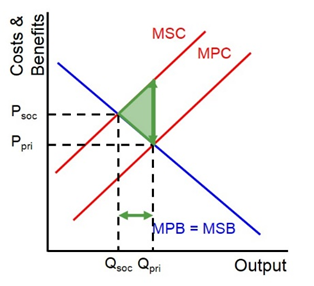 Costs &
Benefits
MSC
MPC
Psoc
Ppri
MPB = MSB
Qsoc Qpri
Output